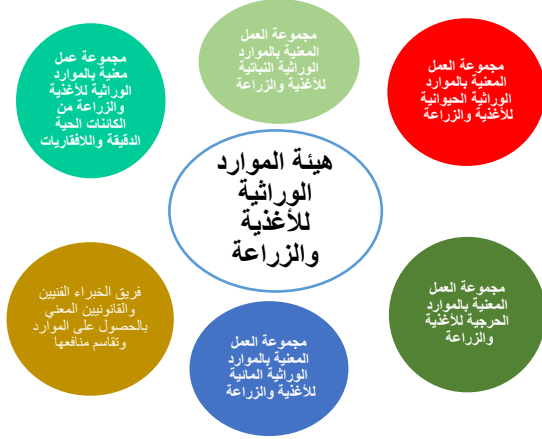 مجموعة العمل
المعنية بالموارد
الوراثية الحيوانية
للأغذية والزراعة
مجموعة العمل
المعنية بالموارد
الوراثية النباتية
للأغذية والزراعة
مجموعة عمل
معنية بالموارد
الوراثية للأغذية
والزراعة من
الكائنات الحية
الدقيقة واللافقاريات
هيئة الموارد
الوراثية
للأغذية
والزراعة
مجموعة العمل
المعنية بالموارد
الحرجية للأغذية
والزراعة
مجموعة العمل
المعنية بالموارد
الوراثية المائية
للأغذية والزراعة
فريق الخبراء الفنيين
والقانونيين المعني
بالحصول على الموارد
وتقاسم منافعها